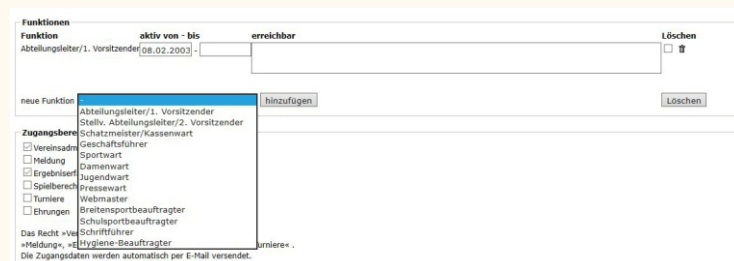 Funktionen
Funktion aktiv von - bis erreichbar Löschen
Abteilungsleiter/1. Vorsitzender 08.02.2003 -
neue Funktion - hinzufügen Löschen
Abteilungsleiter/1. Vorsitzender
Stellv. Abteilungsleiter/2. Vorsitzender
Schatzmeister/Kassenwart
Geschäftsführer
Sportwart
Damenwart
Jugendwart
Pressewart
Webmaster
Breitensportbeauftragter
Schulsportbeauftragter
Schriftführer
Hygiene-Beauftragter
Zugangsbere
Vereinsadm
Meldung
Ergebniserf
Spielberech
Turniere
Ehrungen
Das Recht »Ver
»Meldung«, »E urniere« .
Die Zugangsdaten werden automatisch per E-Mail versendet.